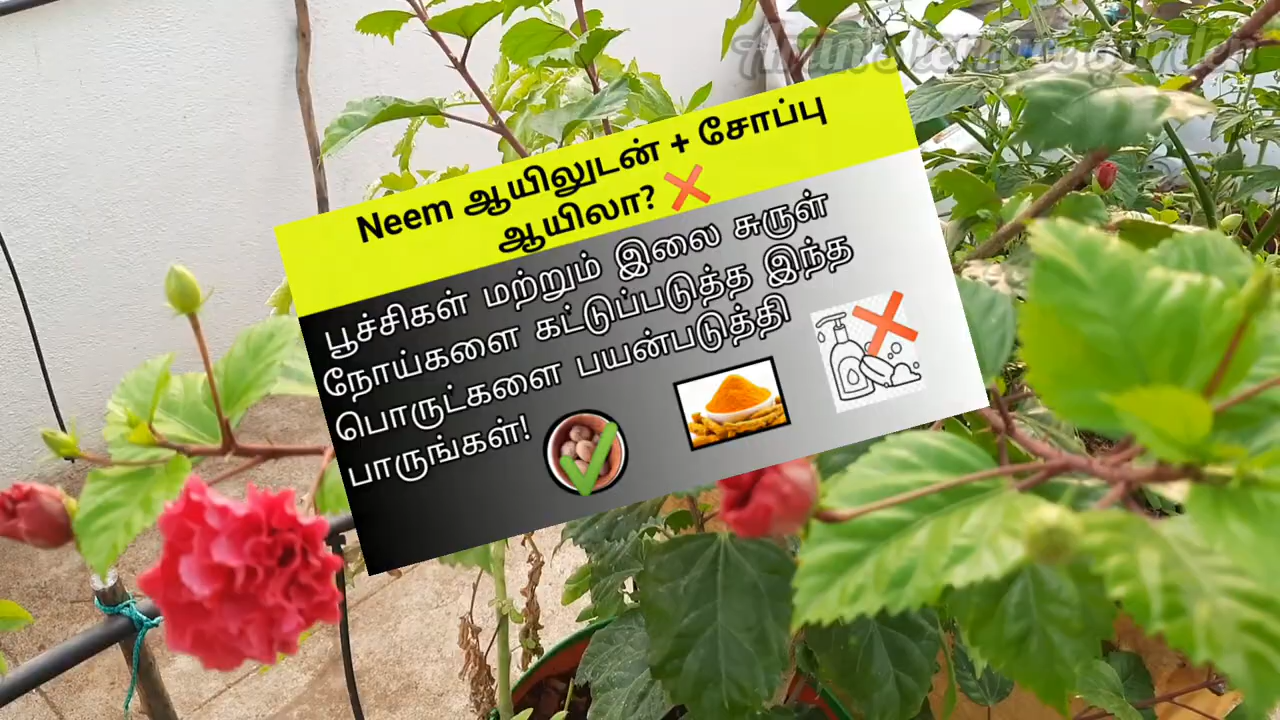 Neem ஆயிலுடன் + சோப்பு
ஆயிலா? ❌
பூச்சிகள் மற்றும் இலை சுருள்
நோய்களை கட்டுப்படுத்த இந்த
பொருட்களை பயன்படுத்தி
பாருங்கள்!